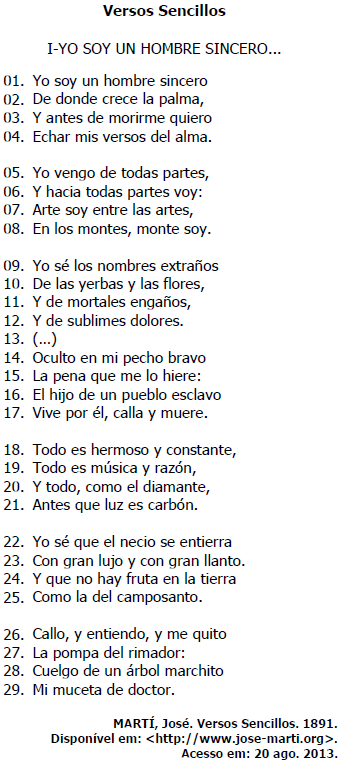 Versos Sencillos
I-YO SOY UN HOMBRE SINCERO...
01. Yo soy un hombre sincero
02. De donde crece la palma,
03. Y antes de morirme quiero
04. Echar mis versos del alma.
05. Yo vengo de todas partes,
06. Y hacia todas partes voy:
07. Arte soy entre las artes,
08. En los montes, monte soy.
09. Yo sé los nombres extraños
10. De las yerbas y las flores,
11. Y de mortales engaños,
12. Y de sublimes dolores.
13. (...)
14. Oculto en mi pecho bravo
15. La pena que me lo hiere:
16. El hijo de un pueblo esclavo
17. Vive por él, calla y muere.
18. Todo es hermoso y constante,
19. Todo es música y razón,
20. Y todo, como el diamante,
21. Antes que luz es carbón.
22. Yo sé que el necio se entierra
23. Con gran lujo y con gran llanto.
24. Y que no hay fruta en la tierra
25. Como la del camposanto.
26. Callo, y entiendo, y me quito
27. La pompa del rimador:
28. Cuelgo de un árbol marchito
29. Mi muceta de doctor.
MARTÍ, José. Versos Sencillos. 1891.
Disponível em: <http://www.jose-marti.org>.
Acesso em: 20 ago. 2013.